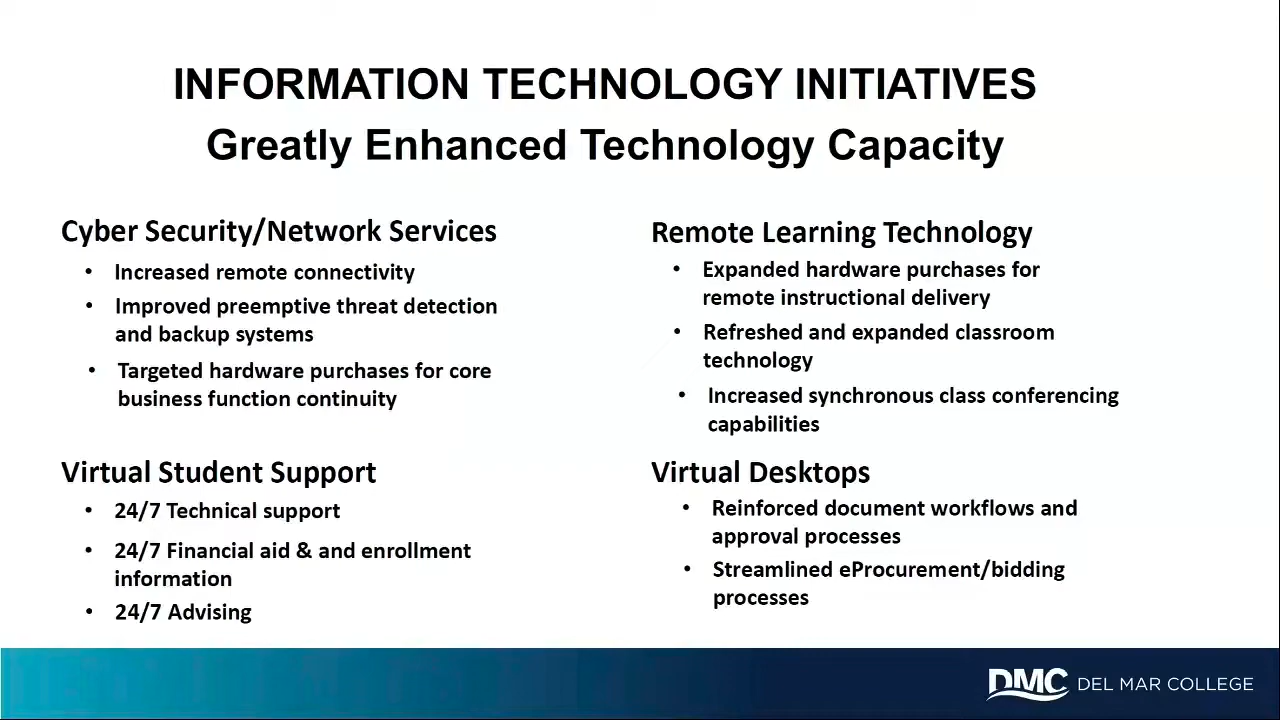 INFORMATION TECHNOLOGY INITIATIVES
Greatly Enhanced Technology Capacity
Cyber Security/Network Services
• Increased remote connectivity
• Improved preemptive threat detection
and backup systems
• Targeted hardware purchases for core
business function continuity
Virtual Student Support
• 24/7 Technical support
• 24/7 Financial aid & and enrollment
information
• 24/7 Advising
Remote Learning Technology
• Expanded hardware purchases for
remote instructional delivery
• Refreshed and expanded classroom
technology
• Increased synchronous class conferencing
capabilities
Virtual Desktops
• Reinforced document workflows and
approval processes
• Streamlined eProcurement/bidding
processes
DMC DEL MAR COLLEGE